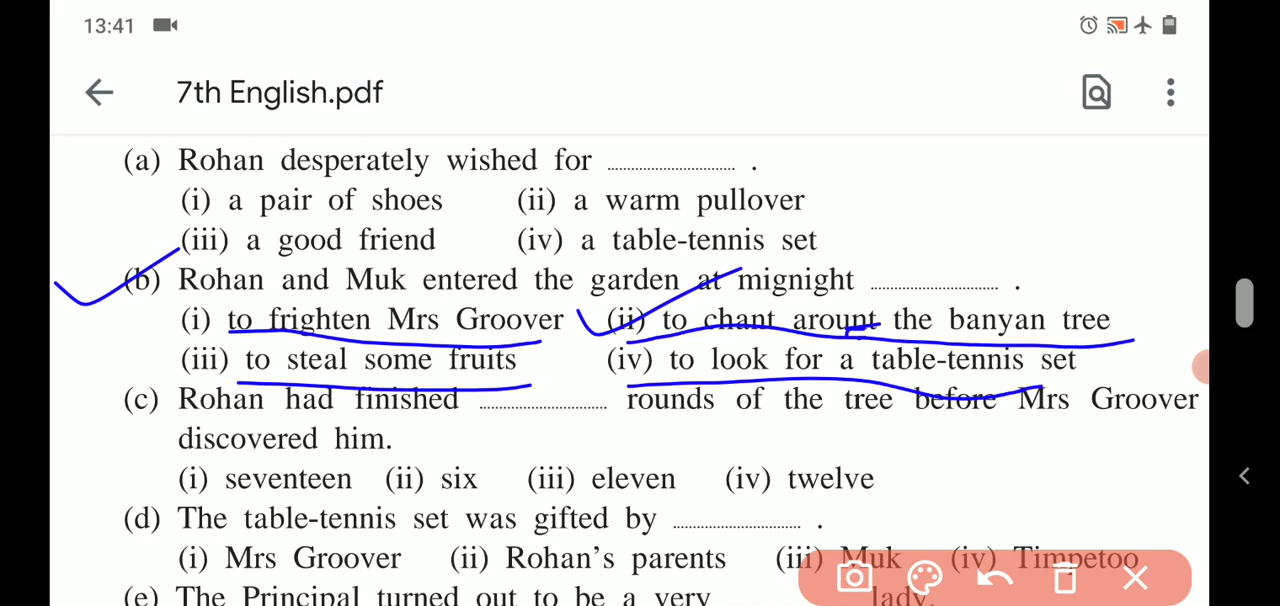 13:41
7th English.pdf
(a) Rohan desperately wished for .............................. .
(i) a pair of shoes (ii) a warm pullover
(iii) a good friend (iv) a table-tennis set
(b) Rohan and Muk entered the garden at mignight .............................. .
(i) to frighten Mrs Groover (ii) to chant arount the banyan tree
(iii) to steal some fruits (iv) to look for a table-tennis set
(c) Rohan had finished .............................. rounds of the tree before Mrs Groover
discovered him.
(i) seventeen (ii) six (iii) eleven (iv) twelve
(d) The table-tennis set was gifted by .............................. .
(i) Mrs Groover (ii) Rohan's parents (iii) Muk (iv) Timpetoo
(e) The Principal turned out to be a very lady.